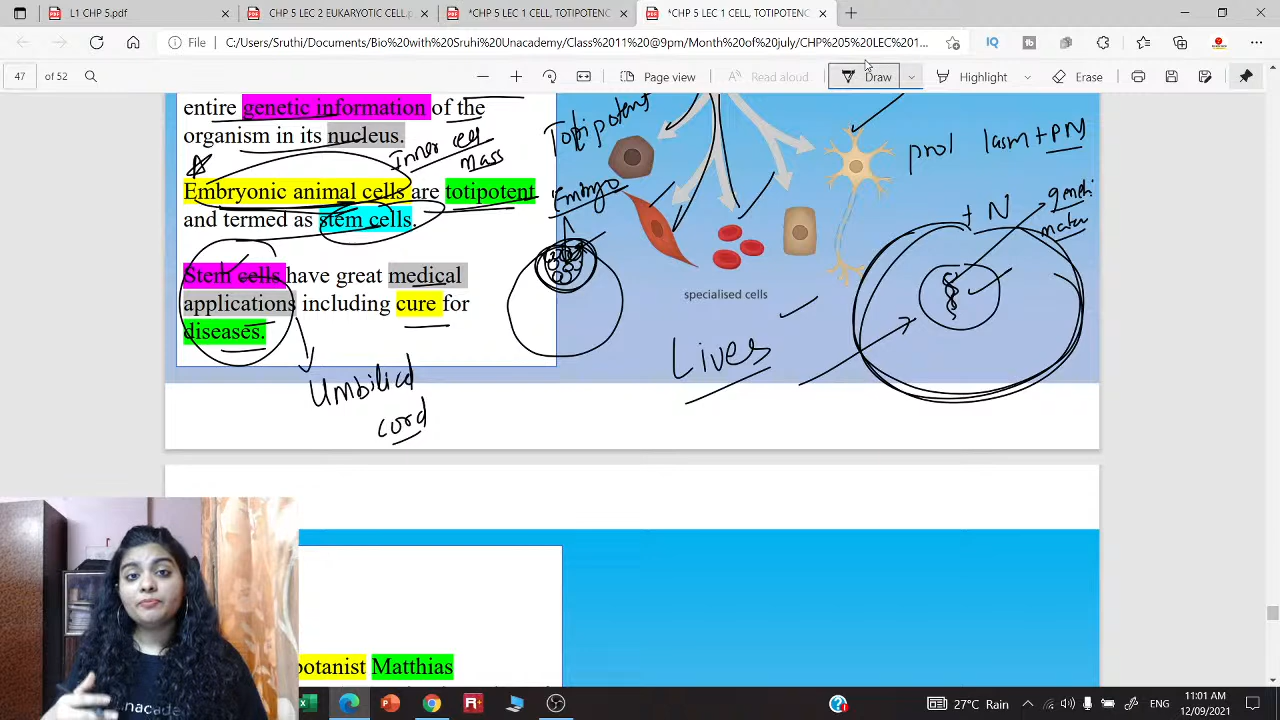 L1 CHP 5.pdf
CHP 5 LEC 2 EUKARYOTIC CELL.p
*CHP 5 LEC 1 CELL, TOTIPOTENC
*CHP 5 LEC 1 CELL, TOTIPOTENC
File
C:/Users/Sruthi/Documents/Bio%20with%20Sruhi%20Unacademy/Class%2011%20@9pm/Month%20of%20july/CHP%205%20LEC%201...
47 of 52
Page view
Read aloud
Draw
Highlight
Erase
entire genetic information of the
organism in its nucleus.
Inner cell
mass
Embryonic animal cells are totipotent
and termed as stem cells.
Stem cells have great medical
applications including cure for
diseases.
Umbilical
cord
Totipotent
Embryo
specialised cells
Lives
+ PM
+ N
11:01 AM
27°C Rain
ENG
12/09/2021
botanist Matthias